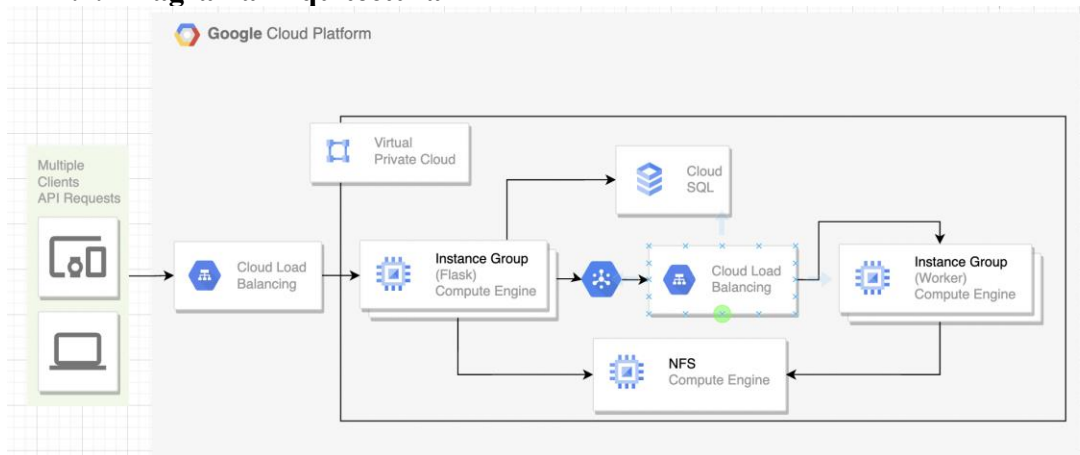 Google Cloud Platform
Virtual
Private Cloud
Multiple
Clients
API Requests
Cloud
SQL
Cloud Load
Balancing
Instance Group
(Flask)
Compute Engine
Cloud Load
Balancing
Instance Group
(Worker)
Compute Engine
NFS
Compute Engine